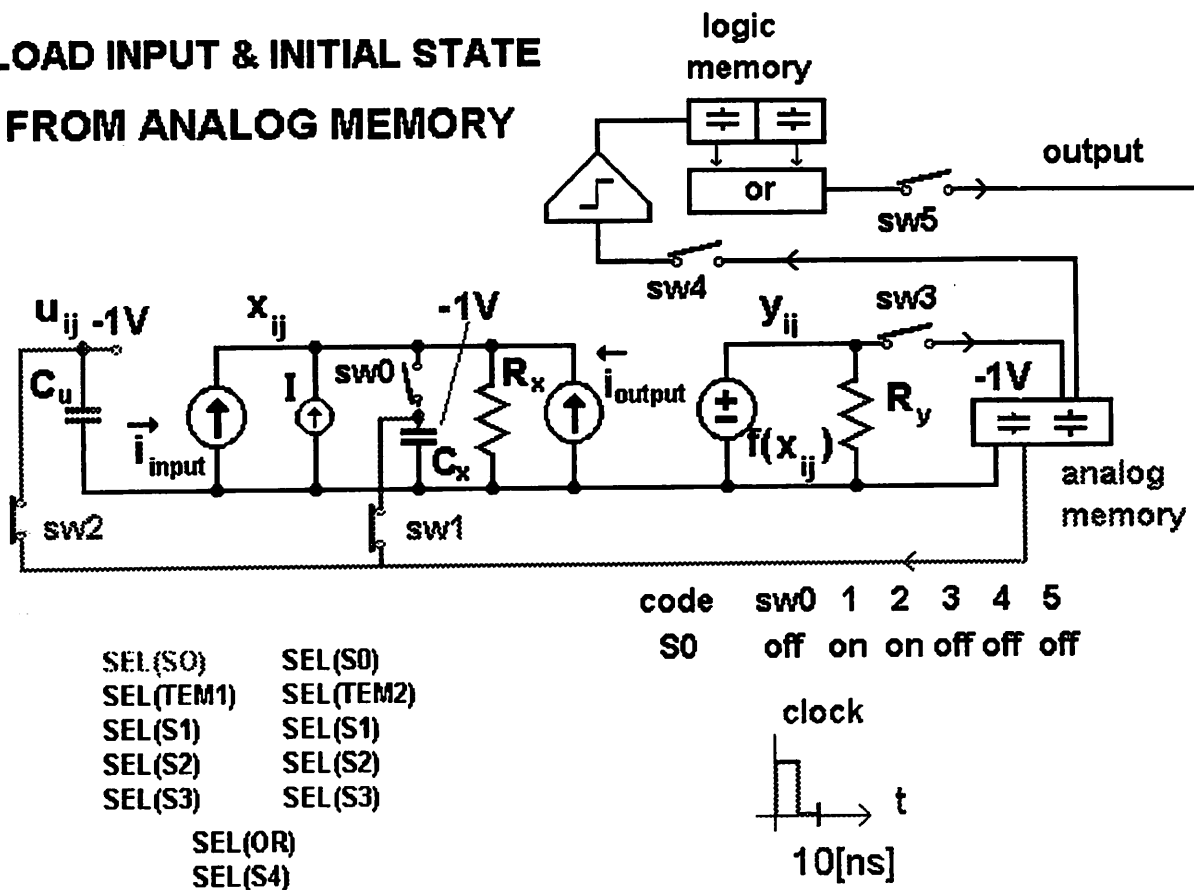 LOAD INPUT & INITIAL STATE
FROM ANALOG MEMORY
logic
memory
or
output
sw5
sw4
sw3
u_ij -1V
x_ij
-1V
y_ij
C_u
I
sw0
R_x
i_output
R_y
-1V
i_input
C_x
f(x_ij)
analog
memory
sw2
sw1
code sw0 1 2 3 4 5
S0 off on on off off off
SEL(S0) SEL(S0)
SEL(TEM1) SEL(TEM2)
SEL(S1) SEL(S1)
SEL(S2) SEL(S2)
SEL(S3) SEL(S3)
SEL(OR)
SEL(S4)
clock
t
10[ns]